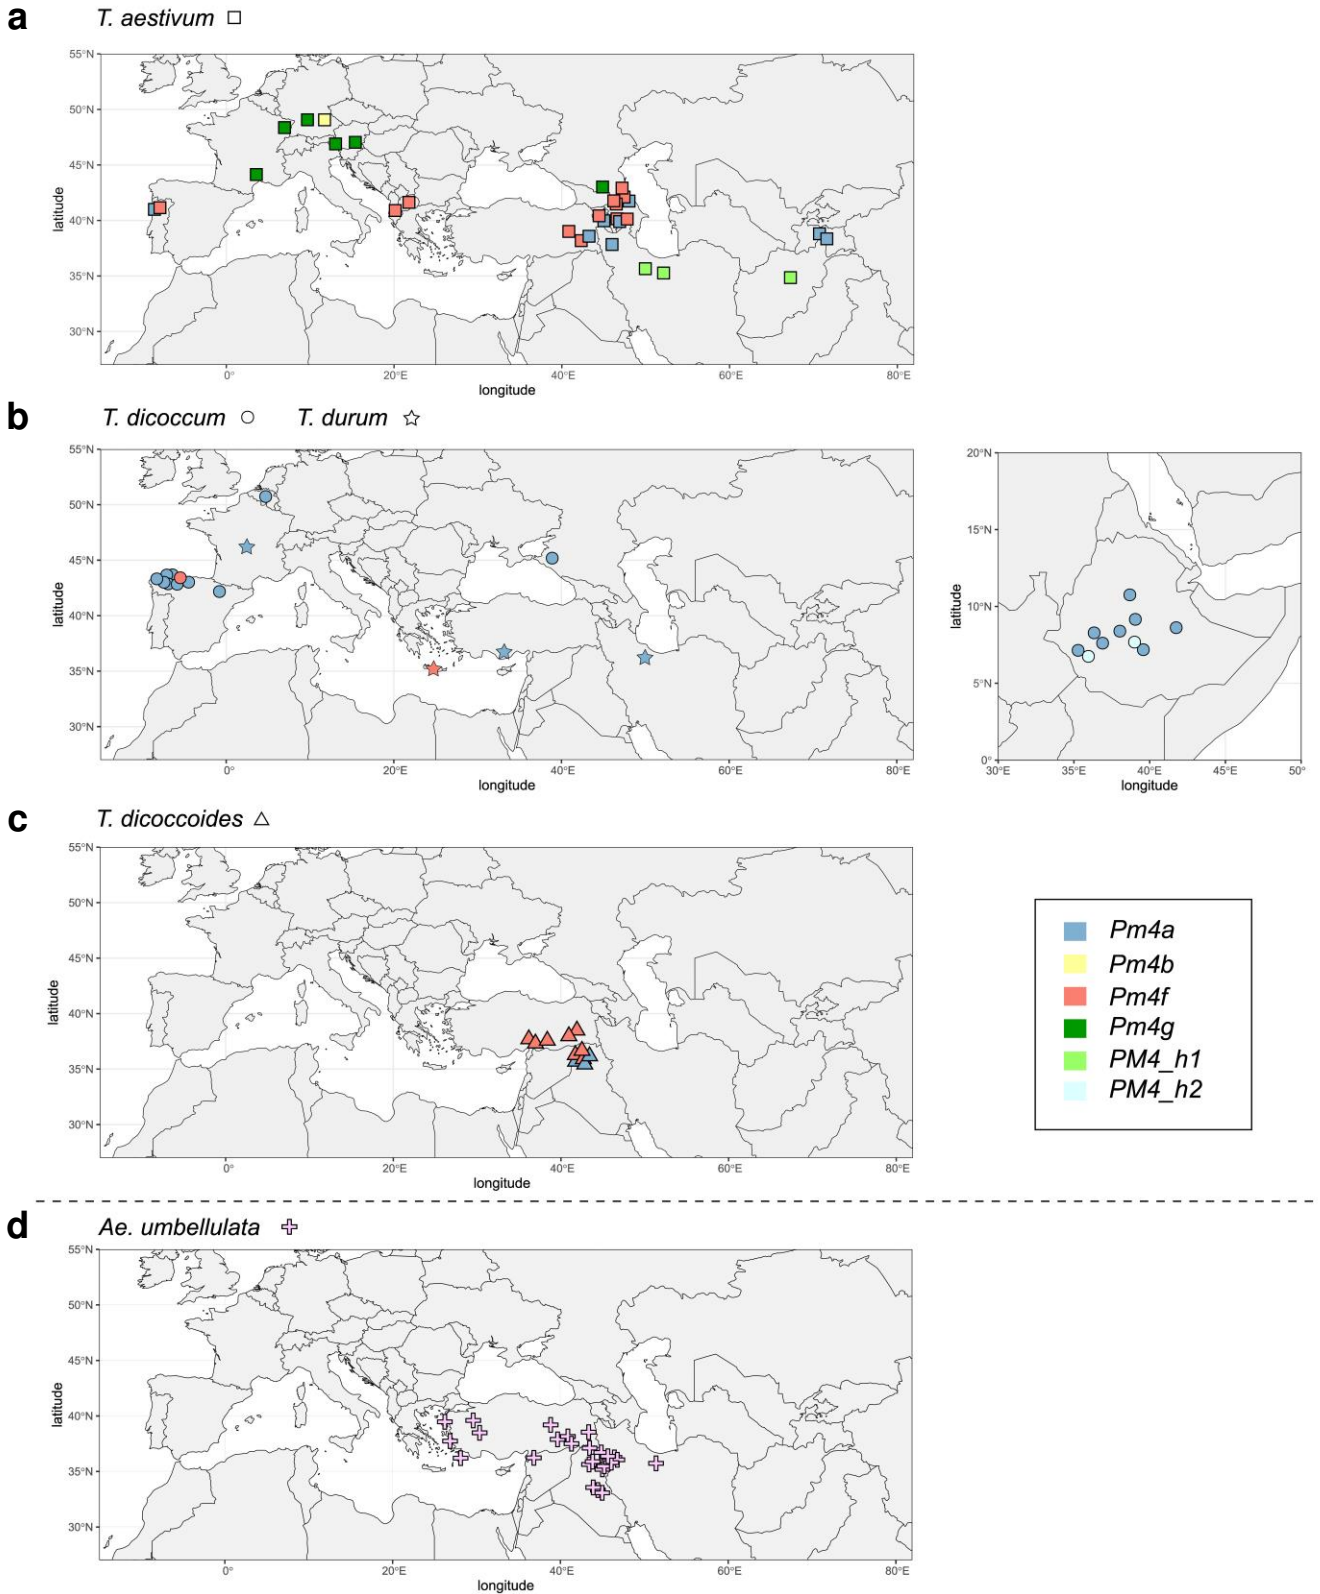 a
T. aestivum
55°N
50°N
45°N
40°N
35°N
30°N
latitude
0°
20°E
40°E
60°E
80°E
longitude
b
T. dicoccum
T. durum
55°N
50°N
45°N
40°N
35°N
30°N
latitude
0°
20°E
40°E
60°E
80°E
longitude
20°N
15°N
10°N
5°N
0°
latitude
30°E
35°E
40°E
45°E
50°
longitude
c
T. dicoccoides
55°N
50°N
45°N
40°N
35°N
30°N
latitude
0°
20°E
40°E
60°E
80°E
longitude
Pm4a
Pm4b
Pm4f
Pm4g
PM4_h1
PM4_h2
d
Ae. umbellulata
55°N
50°N
45°N
40°N
35°N
30°N
latitude
0°
20°E
40°E
60°E
80°E
longitude